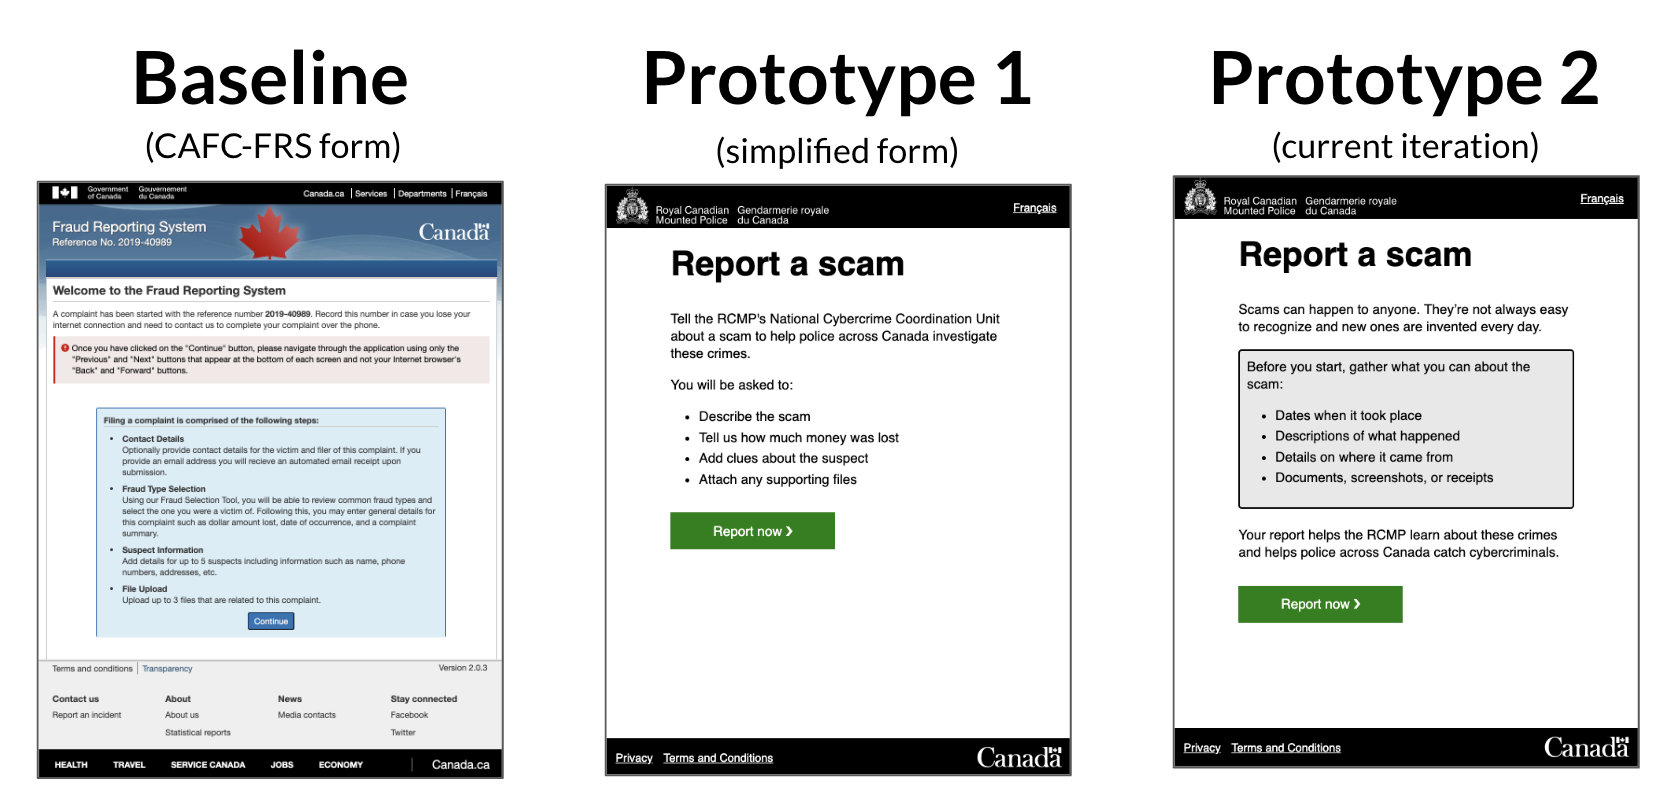 Baseline
(CAFC-FRS form)
Government of Canada
Gouvernement du Canada
Canada.ca | Services | Departments | Français
Fraud Reporting System
Reference No. 2019-40989
Canada
Welcome to the Fraud Reporting System
A complaint has been started with the reference number 2019-40989. Record this number in case you lose your
internet connection and need to contact us to complete your complaint over the phone.
Once you have clicked on the "Continue" button, please navigate through the application using only the
"Previous" and "Next" buttons that appear at the bottom of each screen and not your Internet browser's
"Back" and "Forward" buttons.
Filing a complaint is comprised of the following steps:
• Contact Details
Optionally provide contact details for the victim and filer of this complaint. If you
provide an email address you will recieve an automated email receipt upon
submission.
• Fraud Type Selection
Using our Fraud Selection Tool, you will be able to review common fraud types and
select the one you were a victim of. Following this, you may enter general details for
this complaint such as dollar amount lost, date of occurrence, and a complaint
summary.
• Suspect Information
Add details for up to 5 suspects including information such as name, phone
numbers, addresses, etc.
• File Upload
Upload up to 3 files that are related to this complaint.
Continue
Terms and conditions | Transparency
Version 2.0.3
Contact us
Report an incident
About
About us
Statistical reports
News
Media contacts
Stay connected
Facebook
Twitter
HEALTH TRAVEL SERVICE CANADA JOBS ECONOMY | Canada.ca
Prototype 1
(simplified form)
Royal Canadian Mounted Police
Gendarmerie royale du Canada
Français
Report a scam
Tell the RCMP's National Cybercrime Coordination Unit
about a scam to help police across Canada investigate
these crimes.
You will be asked to:
• Describe the scam
• Tell us how much money was lost
• Add clues about the suspect
• Attach any supporting files
Report now ❯
Privacy Terms and Conditions
Canada
Prototype 2
(current iteration)
Royal Canadian Mounted Police
Gendarmerie royale du Canada
Français
Report a scam
Scams can happen to anyone. They're not always easy
to recognize and new ones are invented every day.
Before you start, gather what you can about the
scam:
• Dates when it took place
• Descriptions of what happened
• Details on where it came from
• Documents, screenshots, or receipts
Your report helps the RCMP learn about these crimes
and helps police across Canada catch cybercriminals.
Report now ❯
Privacy Terms and Conditions
Canada